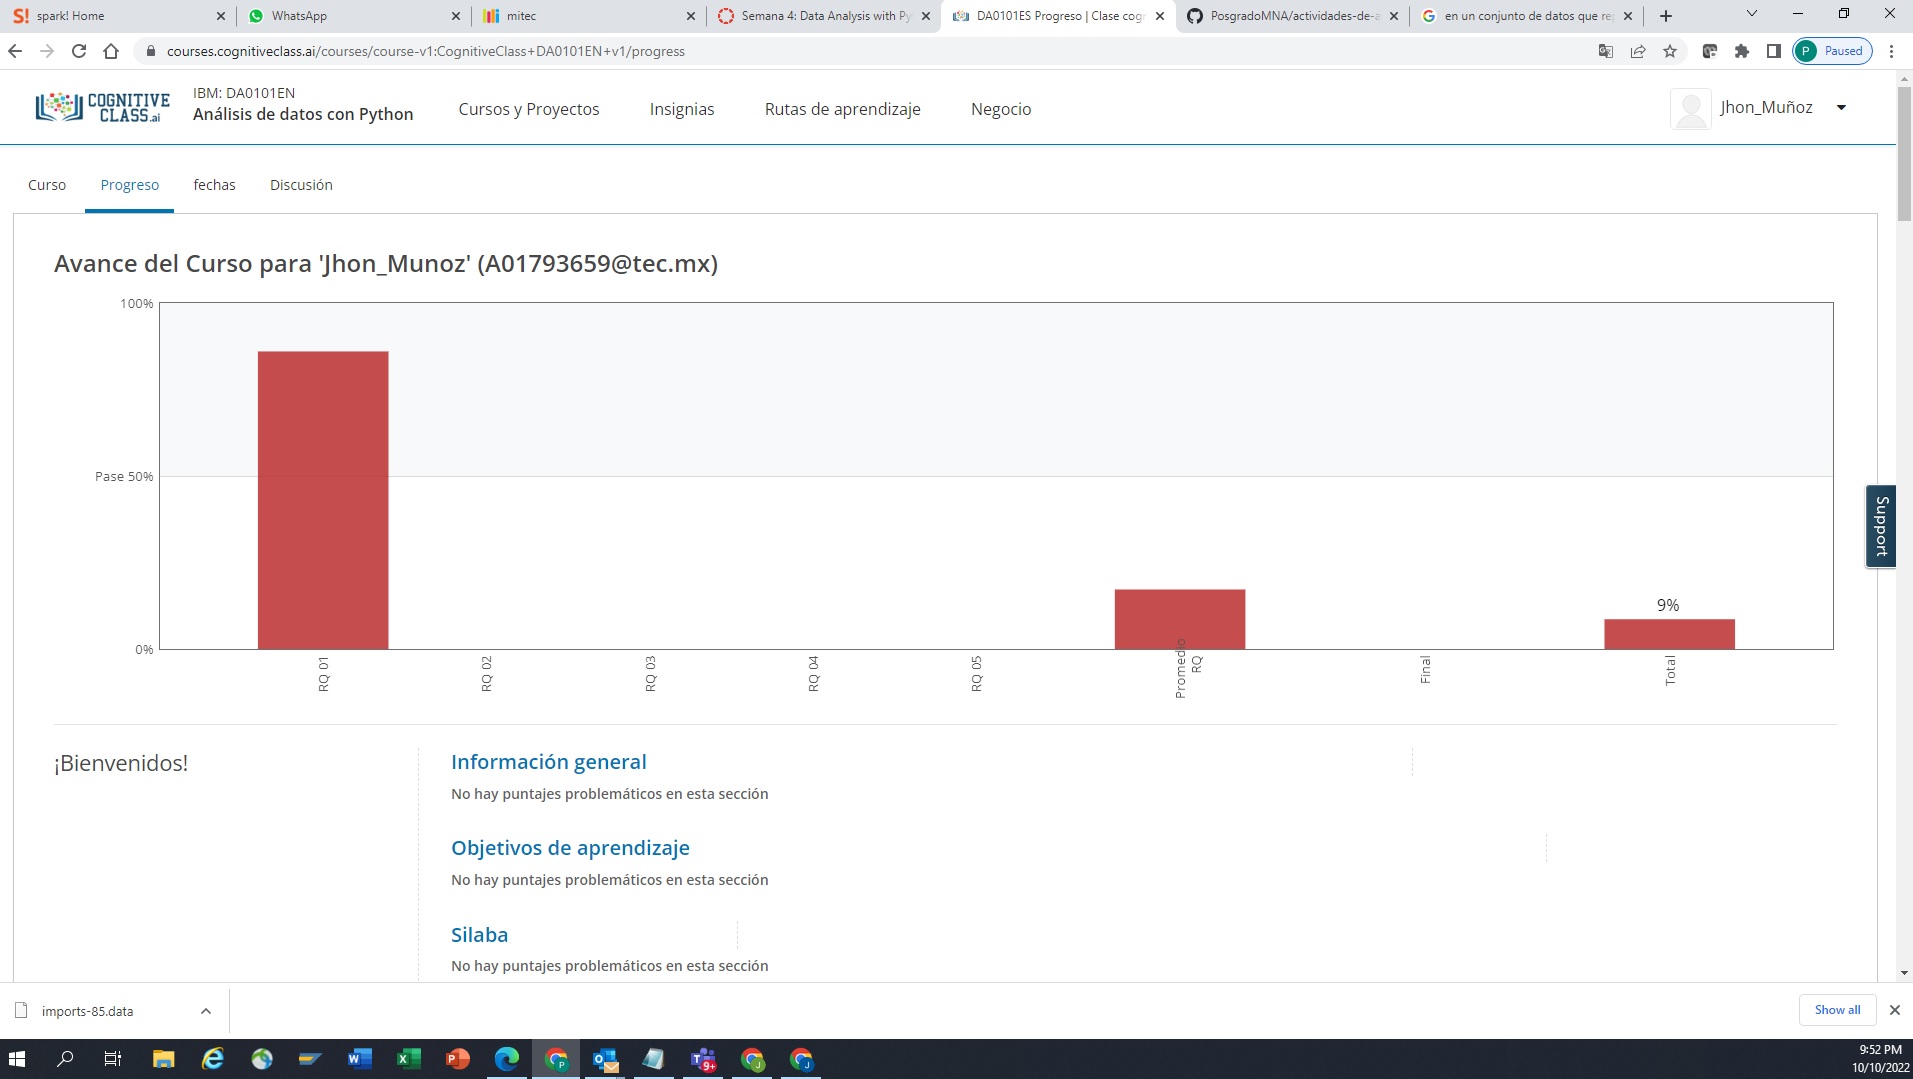 spark! Home
WhatsApp
mitec
Semana 4: Data Analysis with Py
DA0101ES Progreso | Clase cogn
PosgradoMNA/actividades-de-a
en un conjunto de datos que re
courses.cognitiveclass.ai/courses/course-v1:CognitiveClass+DA0101EN+v1/progress
P Paused
COGNITIVE
CLASS.ai
IBM: DA0101EN
Análisis de datos con Python
Cursos y Proyectos
Insignias
Rutas de aprendizaje
Negocio
Jhon_Muñoz
Curso
Progreso
fechas
Discusión
Avance del Curso para 'Jhon_Munoz' (A01793659@tec.mx)
100%
Pase 50%
0%
9%
RQ 01
RQ 02
RQ 03
RQ 04
RQ 05
Promedio
RQ
Final
Total
Support
¡Bienvenidos!
Información general
No hay puntajes problemáticos en esta sección
Objetivos de aprendizaje
No hay puntajes problemáticos en esta sección
Silaba
No hay puntajes problemáticos en esta sección
imports-85.data
Show all
9:52 PM
10/10/2022